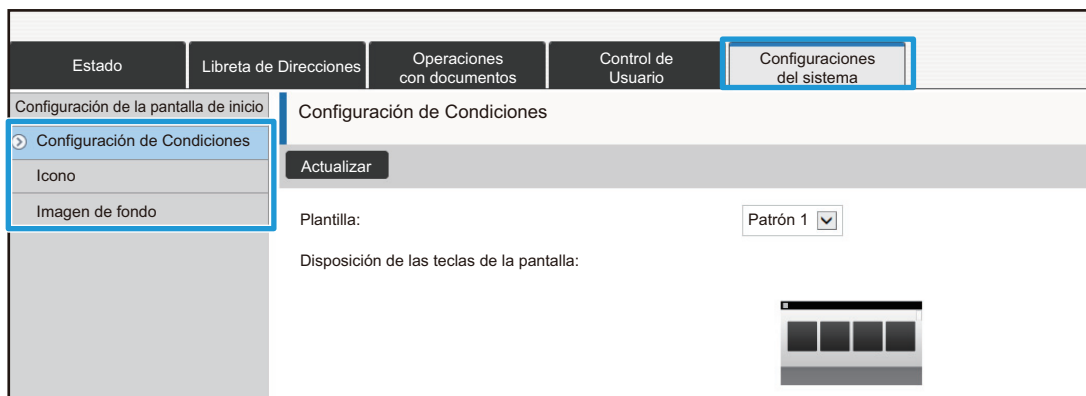 Estado
Libreta de Direcciones
Operaciones
con documentos
Control de
Usuario
Configuraciones
del sistema
Configuración de la pantalla de inicio
Configuración de Condiciones
Icono
Imagen de fondo
Configuración de Condiciones
Actualizar
Plantilla:
Patrón 1
Disposición de las teclas de la pantalla: